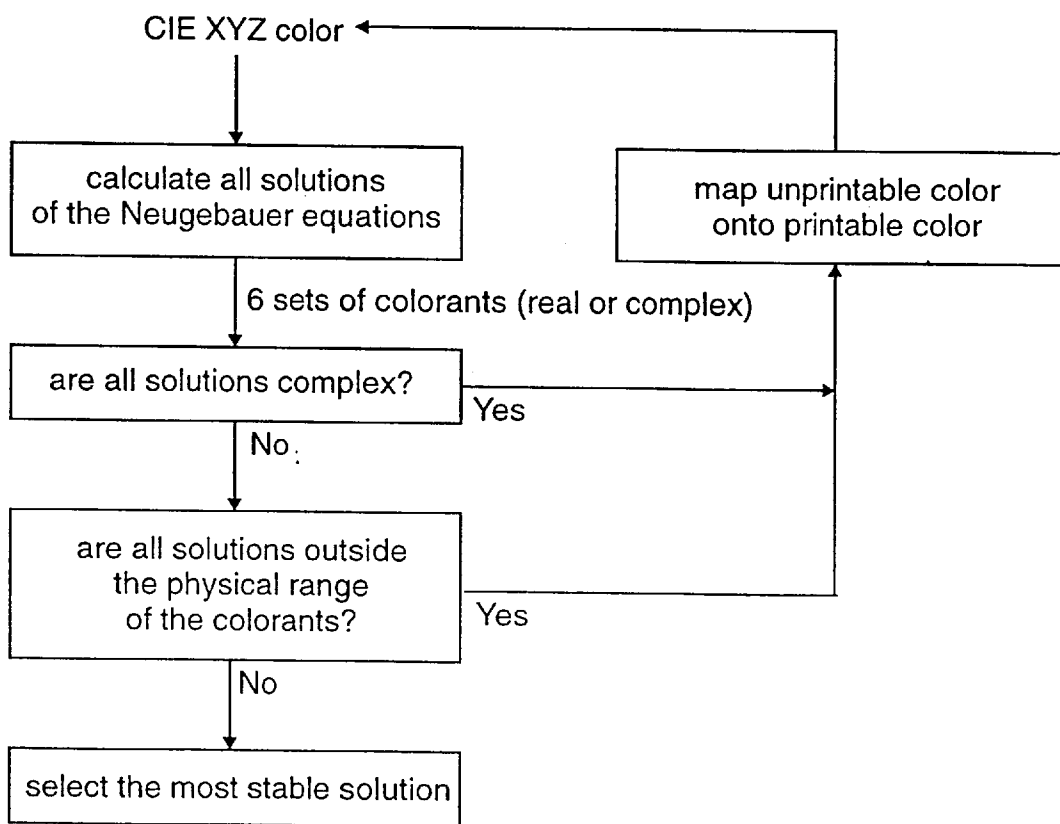 CIE XYZ color
calculate all solutions
of the Neugebauer equations
map unprintable color
onto printable color
6 sets of colorants (real or complex)
are all solutions complex?
Yes
No
are all solutions outside
the physical range
of the colorants?
Yes
No
select the most stable solution